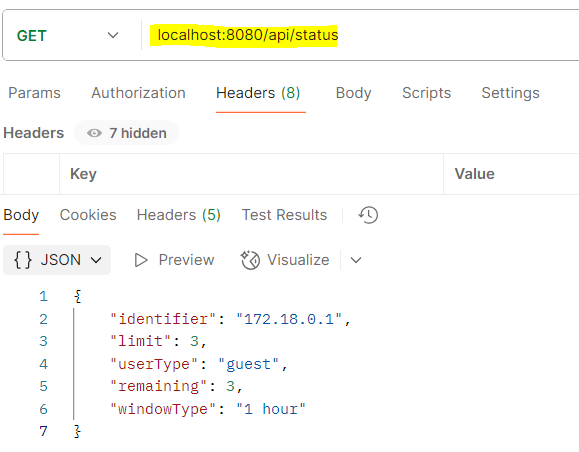 GET localhost:8080/api/status
Params Authorization Headers (8) Body Scripts Settings
Headers 7 hidden
Key Value
Body Cookies Headers (5) Test Results
{} JSON Preview Visualize
1 {
2 "identifier": "172.18.0.1",
3 "limit": 3,
4 "userType": "guest",
5 "remaining": 3,
6 "windowType": "1 hour"
7 }